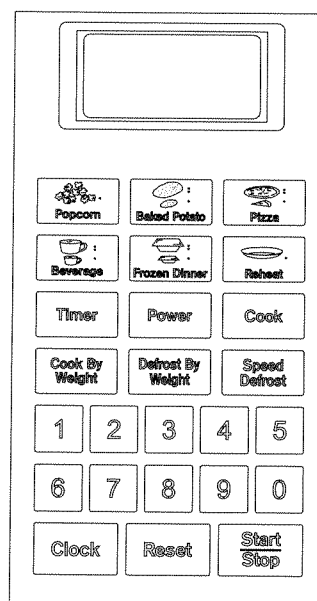 Popcorn
Baked Potato
Pizza
Beverage
Frozen Dinner
Reheat
Timer
Power
Cook
Cook By
Weight
Defrost By
Weight
Speed
Defrost
1 2 3 4 5
6 7 8 9 0
Clock
Reset
Start
Stop